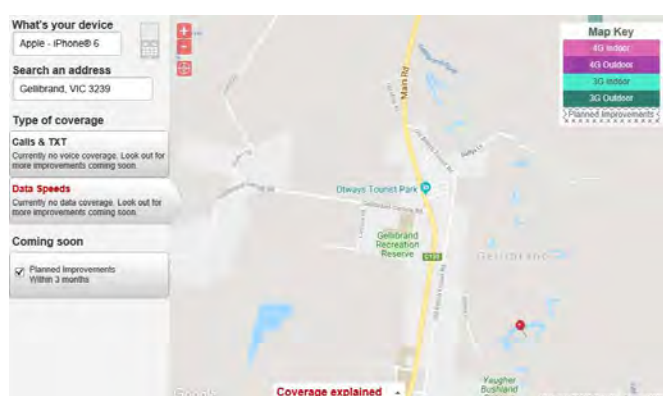 What's your device
Apple - iPhone® 6
Search an address
Gellibrand, VIC 3239
Type of coverage
Calls & TXT
Currently no voice coverage. Look out for
more improvements coming soon.
Data Speeds
Currently no data coverage. Look out for
more improvements coming soon.
Coming soon
Planned Improvements
Within 3 months
Map Key
4G Indoor
4G Outdoor
3G Indoor
3G Outdoor
Planned Improvements
Main Rd
Otways Tourist Park
Gellibrand
Recreation
Reserve
C155
Gellibrand
Yaugher
Bushland
Coverage explained